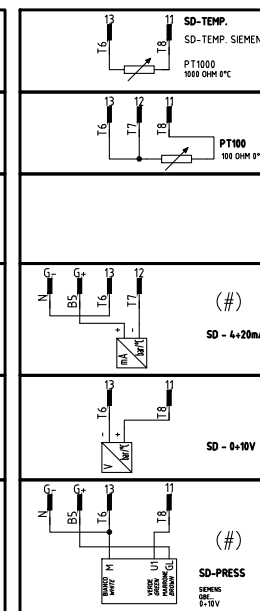 13 11
T6 T8
SD-TEMP.
SD-TEMP. SIEMEN
PT1000
1000 OHM 0°C
13 12 11
T6 T7 T8
PT100
100 OHM 0°
G- G+ 13 12
N B5 T6 T7
+ -
mA bar/°C
(#)
SD - 4+20mA
13 11
T6 T8
- +
V bar/°C
SD - 0+10V
G- G+ 13 11
N B5 T6 T8
M U1 GL
BIANCO
WHITE
VERDE
GREEN
MARRONE
BROWN
(#)
SD-PRESS
SIEMENS
QBE...
0+10V